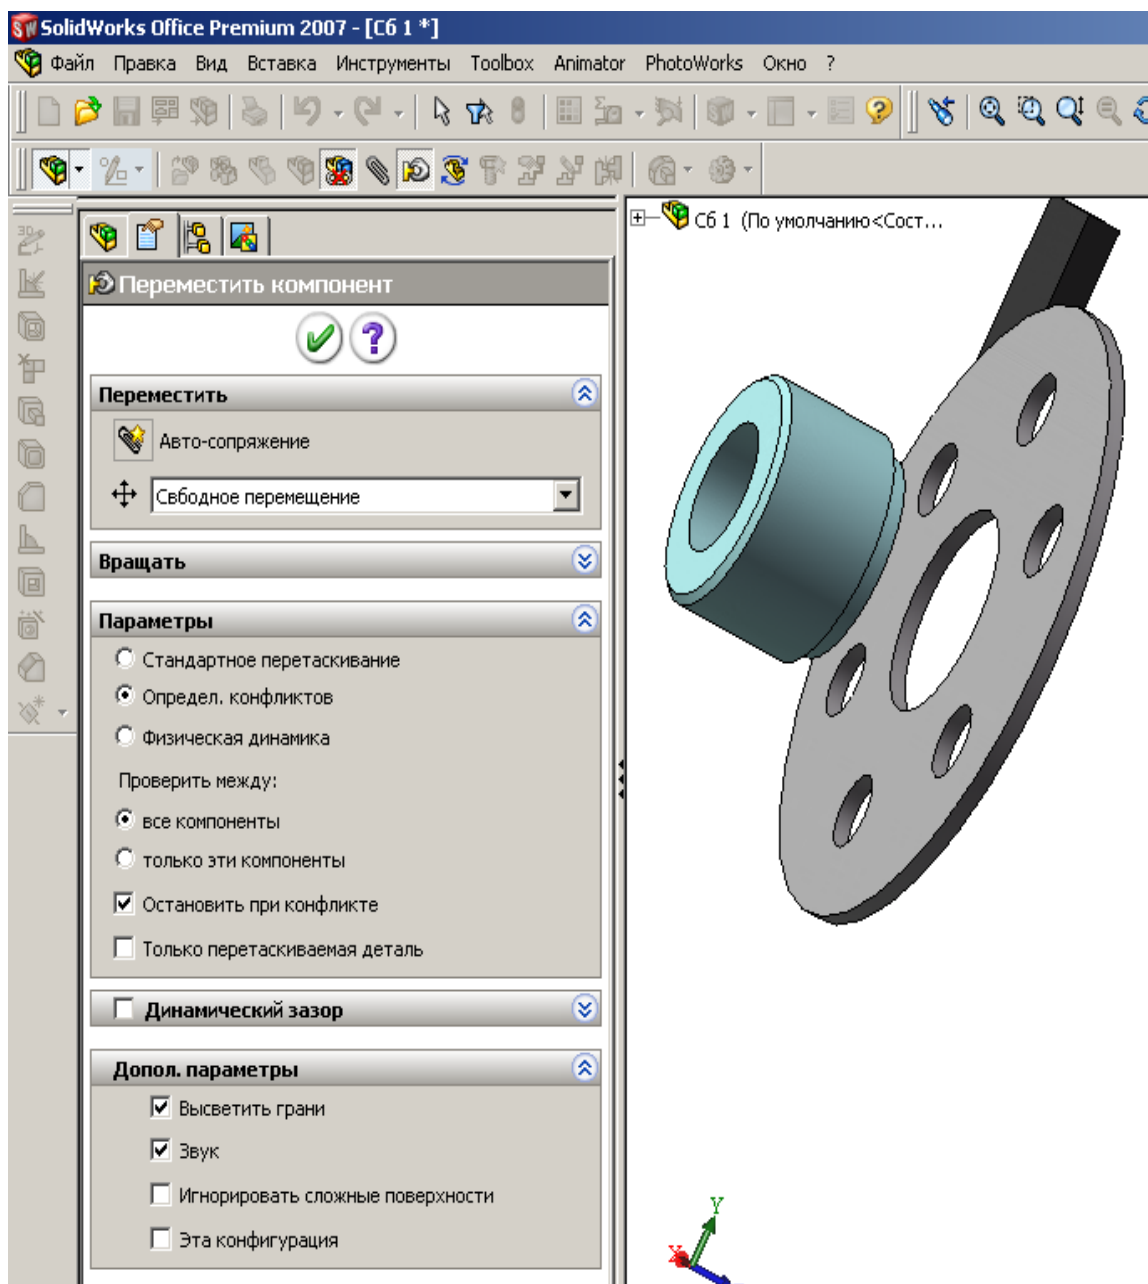 SolidWorks Office Premium 2007 - [Сб 1 *]
Файл Правка Вид Вставка Инструменты Toolbox Animator PhotoWorks Окно ?
Сб 1 (По умолчанию<Сост...
Переместить компонент
Переместить
Авто-сопряжение
Свбодное перемещение
Вращать
Параметры
Стандартное перетаскивание
Определ. конфликтов
Физическая динамика
Проверить между:
все компоненты
только эти компоненты
Остановить при конфликте
Только перетаскиваемая деталь
Динамический зазор
Допол. параметры
Высветить грани
Звук
Игнорировать сложные поверхности
Эта конфигурация
Y
X